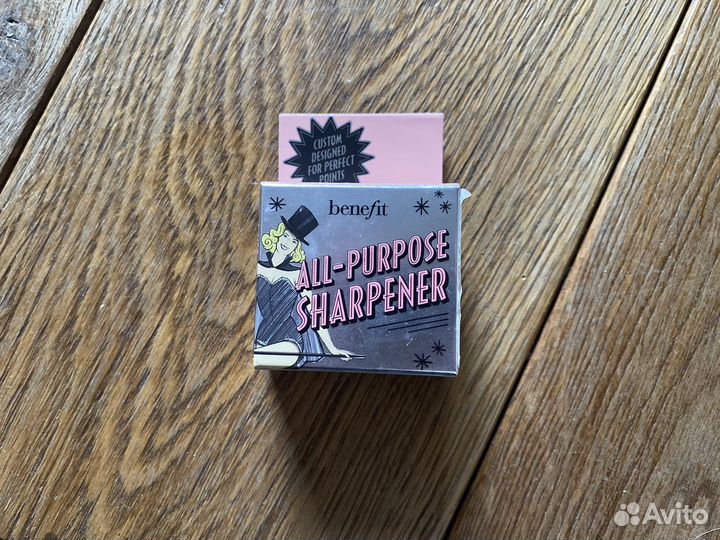 CUSTOM
DESIGNED
FOR PERFECT
POINTS
benefit
ALL-PURPOSE
SHARPENER
Avito